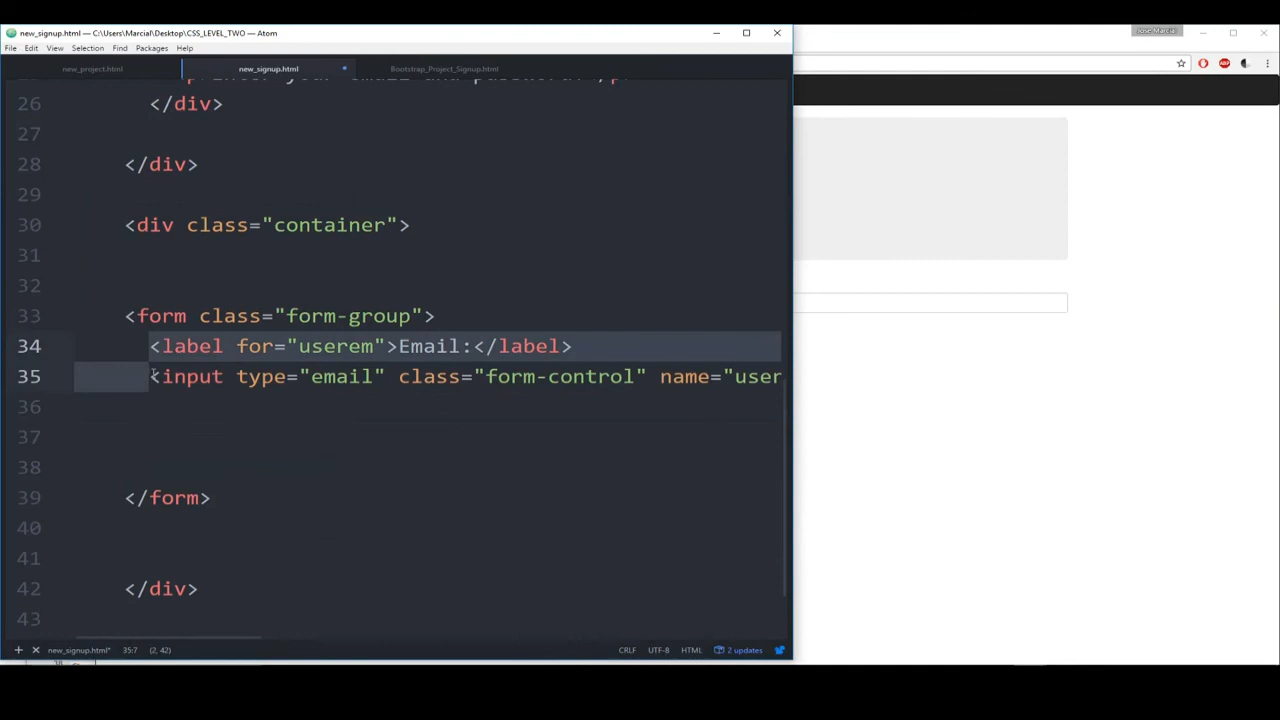 new_signup.html — C:\Users\Marcial\Desktop\CSS_LEVEL_TWO — Atom
Jose Marcial
File Edit View Selection Find Packages Help
new_project.html new_signup.html Bootstrap_Project_Signup.html
26 </div>
27
28 </div>
29
30 <div class="container">
31
32
33 <form class="form-group">
34 <label for="userem">Email:</label>
35 <input type="email" class="form-control" name="user
36
37
38
39 </form>
40
41
42 </div>
43
new_signup.html* 35:7 (2, 42) CRLF UTF-8 HTML 2 updates